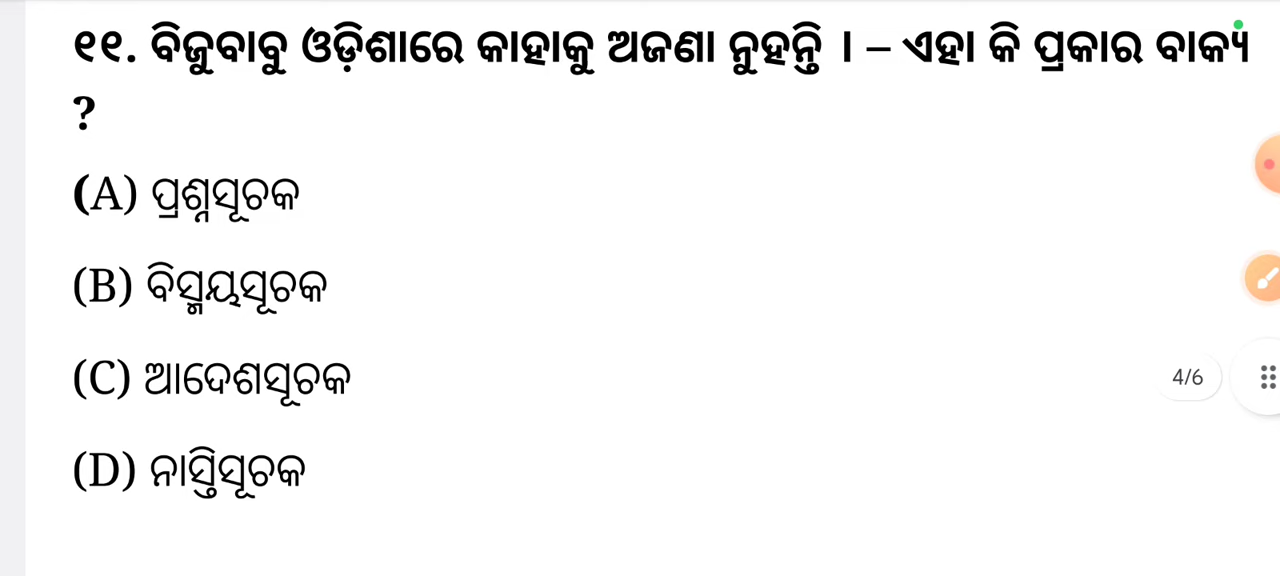 ୧୧. ବିଜୁବାବୁ ଓଡ଼ିଶାରେ କାହାକୁ ଅଜଣା ନୁହନ୍ତି । – ଏହା କି ପ୍ରକାର ବାକ୍ୟ
?
(A) ପ୍ରଶ୍ନସୂଚକ
(B) ବିସ୍ମୟସୂଚକ
(C) ଆଦେଶସୂଚକ
4/6
(D) ନାସ୍ତିସୂଚକ